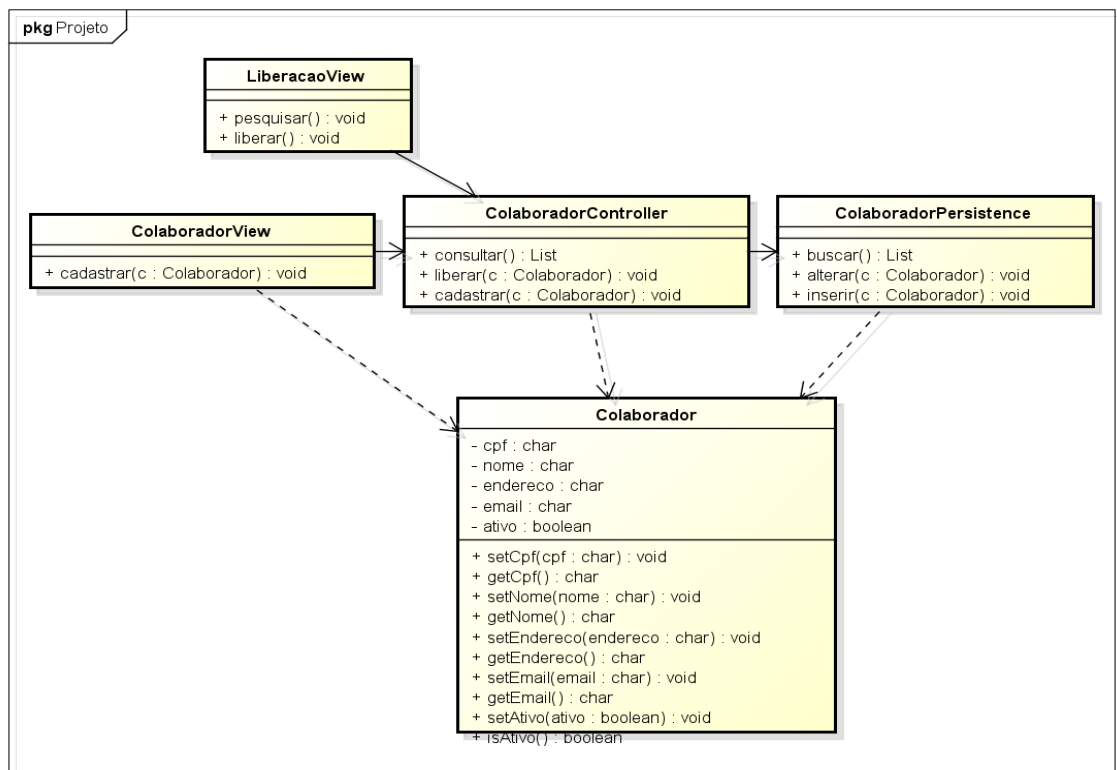 pkg Projeto
LiberacaoView
+ pesquisar() : void
+ liberar() : void
ColaboradorView
+ cadastrar(c : Colaborador) : void
ColaboradorController
+ consultar() : List
+ liberar(c : Colaborador) : void
+ cadastrar(c : Colaborador) : void
ColaboradorPersistence
+ buscar() : List
+ alterar(c : Colaborador) : void
+ inserir(c : Colaborador) : void
Colaborador
- cpf : char
- nome : char
- endereco : char
- email : char
- ativo : boolean
+ setCpf(cpf : char) : void
+ getCpf() : char
+ setNome(nome : char) : void
+ getNome() : char
+ setEndereco(endereco : char) : void
+ getEndereco() : char
+ setEmail(email : char) : void
+ getEmail() : char
+ setAtivo(ativo : boolean) : void
+ isAtivo() : boolean